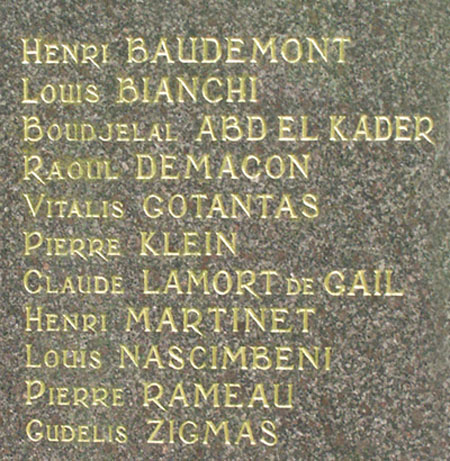 Henri BAUDEMONT
Louis BIANCHI
Boudjelal ABD EL KADER
Raoul DEMACON
Vitalis GOTANTAS
Pierre KLEIN
Claude LAMORT DE GAIL
Henri MARTINET
Louis NASCIMBENI
Pierre RAMEAU
Gudelis ZIGMAS